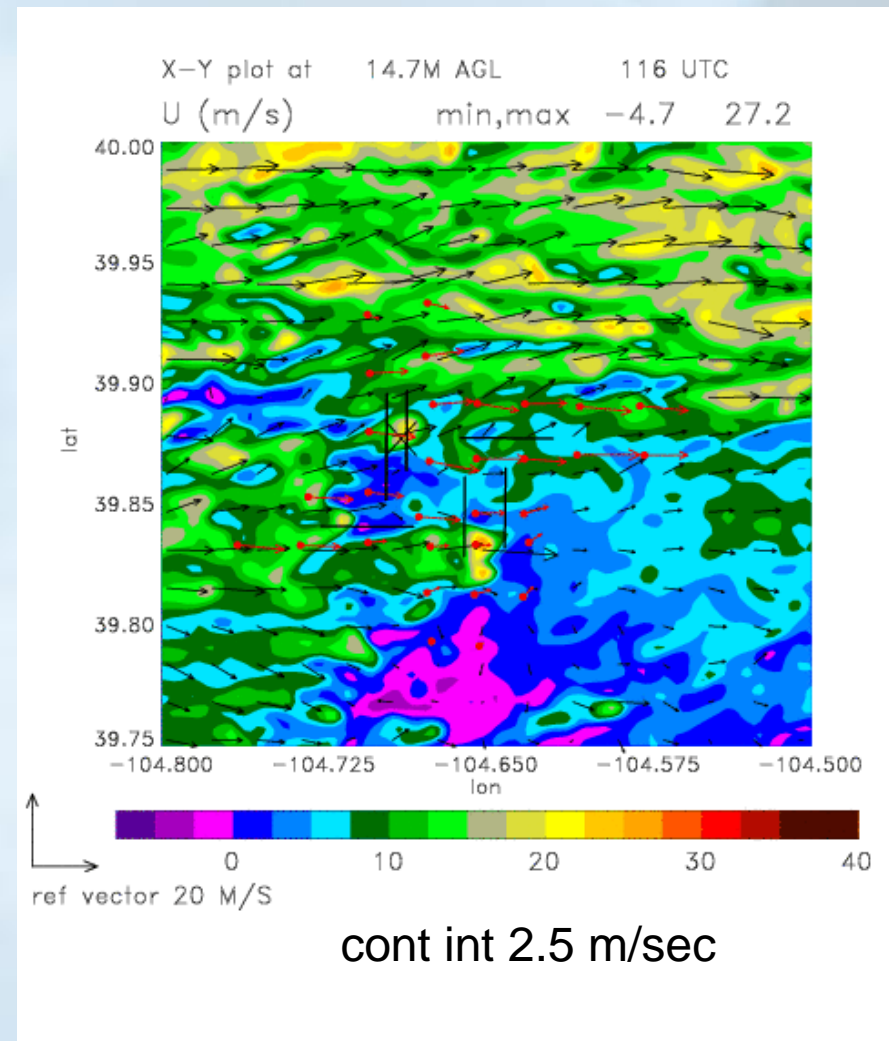 X-Y plot at 14.7M AGL 116 UTC
U (m/s) min,max -4.7 27.2
40.00
39.95
39.90
lat
39.85
39.80
39.75
-104.800 -104.725 -104.650 -104.575 -104.500
lon
0 10 20 30 40
ref vector 20 M/S
cont int 2.5 m/sec